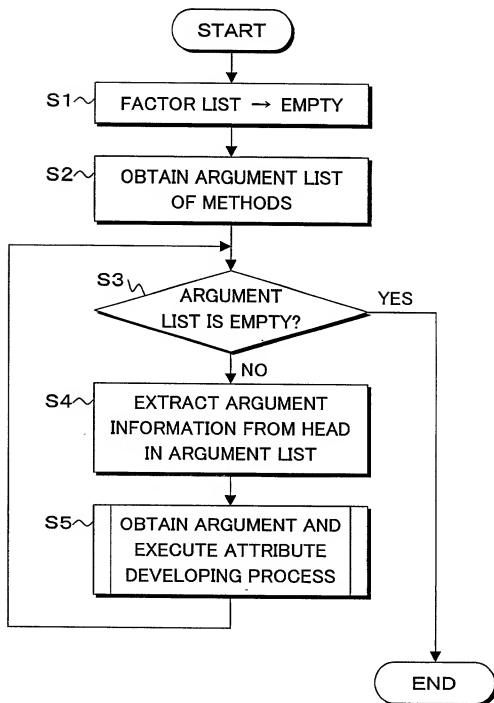 START
S1
FACTOR LIST → EMPTY
S2
OBTAIN ARGUMENT LIST
OF METHODS
S3
ARGUMENT
LIST IS EMPTY?
YES
NO
S4
EXTRACT ARGUMENT
INFORMATION FROM HEAD
IN ARGUMENT LIST
S5
OBTAIN ARGUMENT AND
EXECUTE ATTRIBUTE
DEVELOPING PROCESS
END